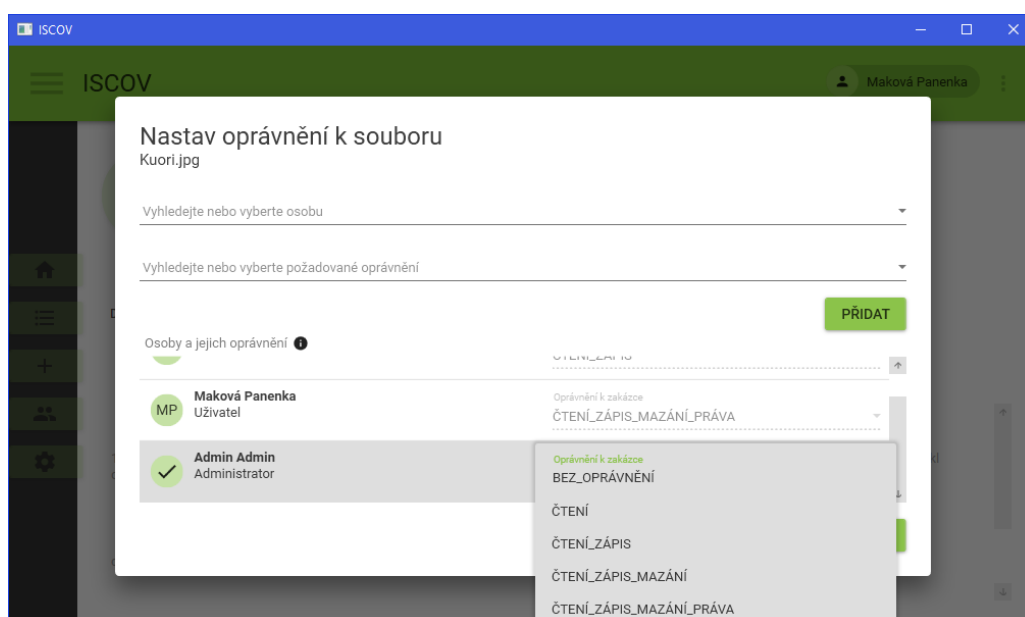 ISCOV
ISCOV
Maková Panenka
Nastav oprávnění k souboru
Kuori.jpg
Vyhledejte nebo vyberte osobu
Vyhledejte nebo vyberte požadované oprávnění
PŘIDAT
Osoby a jejich oprávnění
ČTENÍ_ZÁPIS
MP
Maková Panenka
Uživatel
Oprávnění k zakázce
ČTENÍ_ZÁPIS_MAZÁNÍ_PRÁVA
Admin Admin
Administrator
Oprávnění k zakázce
BEZ_OPRÁVNĚNÍ
ČTENÍ
ČTENÍ_ZÁPIS
ČTENÍ_ZÁPIS_MAZÁNÍ
ČTENÍ_ZÁPIS_MAZÁNÍ_PRÁVA